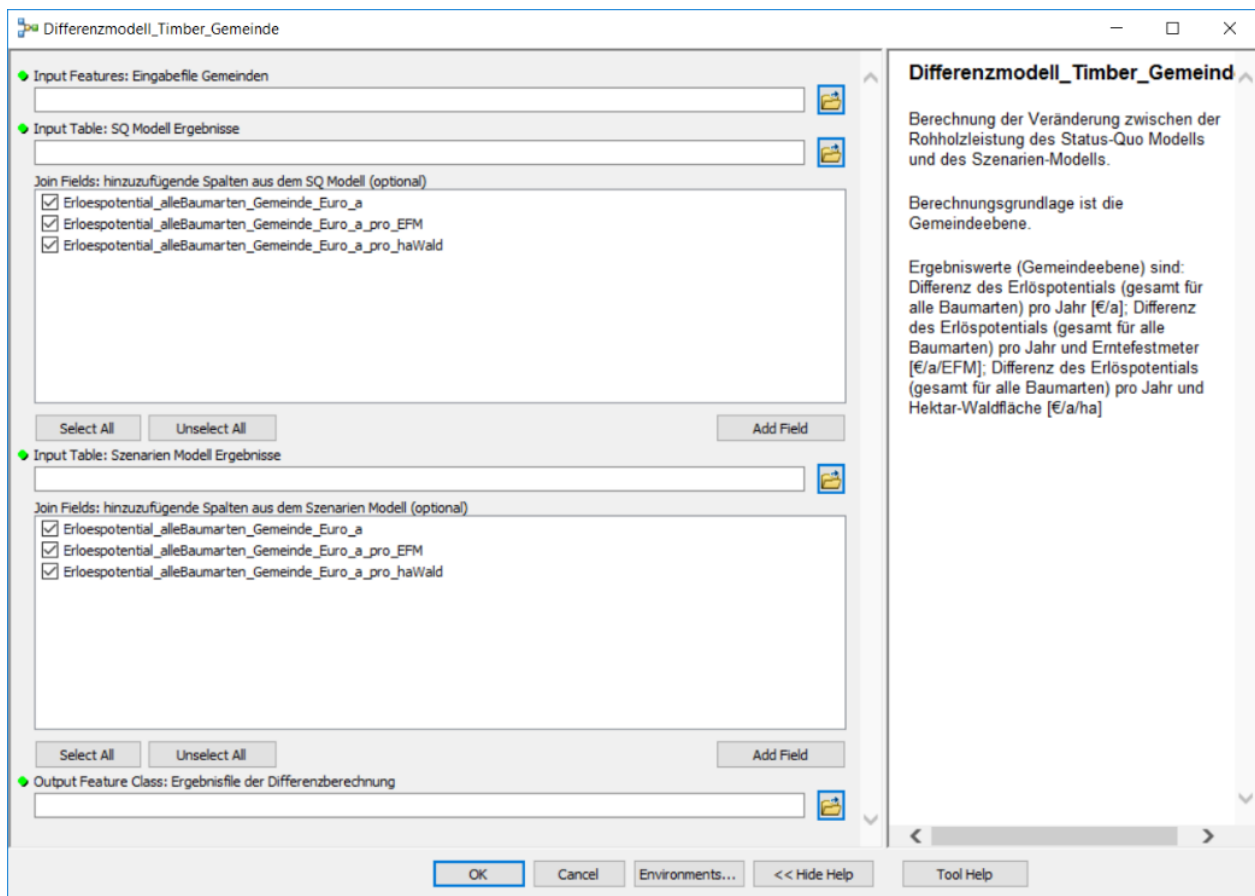 Differenzmodell_Timber_Gemeinde
Input Features: Eingabefile Gemeinden
Input Table: SQ Modell Ergebnisse
Join Fields: hinzuzufügende Spalten aus dem SQ Modell (optional)
Erloespotential_alleBaumarten_Gemeinde_Euro_a
Erloespotential_alleBaumarten_Gemeinde_Euro_a_pro_EFM
Erloespotential_alleBaumarten_Gemeinde_Euro_a_pro_haWald
Select All
Unselect All
Add Field
Input Table: Szenarien Modell Ergebnisse
Join Fields: hinzuzufügende Spalten aus dem Szenarien Modell (optional)
Erloespotential_alleBaumarten_Gemeinde_Euro_a
Erloespotential_alleBaumarten_Gemeinde_Euro_a_pro_EFM
Erloespotential_alleBaumarten_Gemeinde_Euro_a_pro_haWald
Select All
Unselect All
Add Field
Output Feature Class: Ergebnisfile der Differenzberechnung
Differenzmodell_Timber_Gemeind
Berechnung der Veränderung zwischen der
Rohholzleistung des Status-Quo Modells
und des Szenarien-Modells.
Berechnungsgrundlage ist die
Gemeindeebene.
Ergebniswerte (Gemeindeebene) sind:
Differenz des Erlöspotentials (gesamt für
alle Baumarten) pro Jahr [€/a]; Differenz
des Erlöspotentials (gesamt für alle
Baumarten) pro Jahr und Erntefestmeter
[€/a/EFM]; Differenz des Erlöspotentials
(gesamt für alle Baumarten) pro Jahr und
Hektar-Waldfläche [€/a/ha]
OK
Cancel
Environments...
<< Hide Help
Tool Help